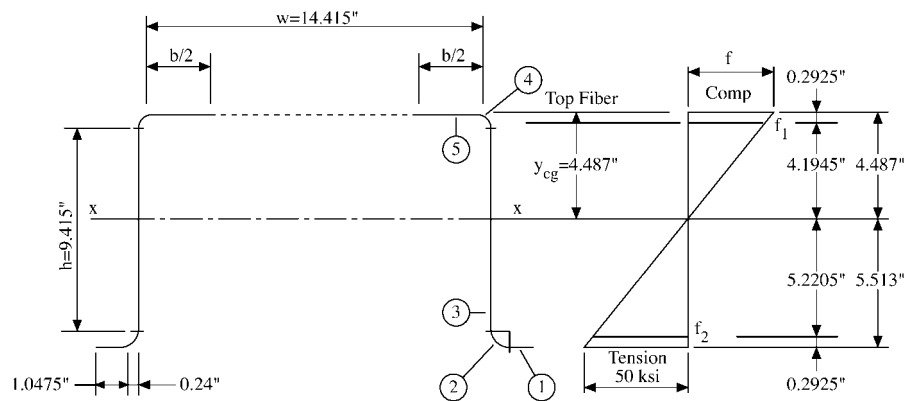 w=14.415"
b/2
b/2
f
0.2925"
4
Top Fiber
Comp
5
f1
h=9.415"
ycg=4.487"
4.1945"
4.487"
x
x
5.2205"
5.513"
3
f2
Tension
50 ksi
1.0475"
0.24"
2
1
0.2925"